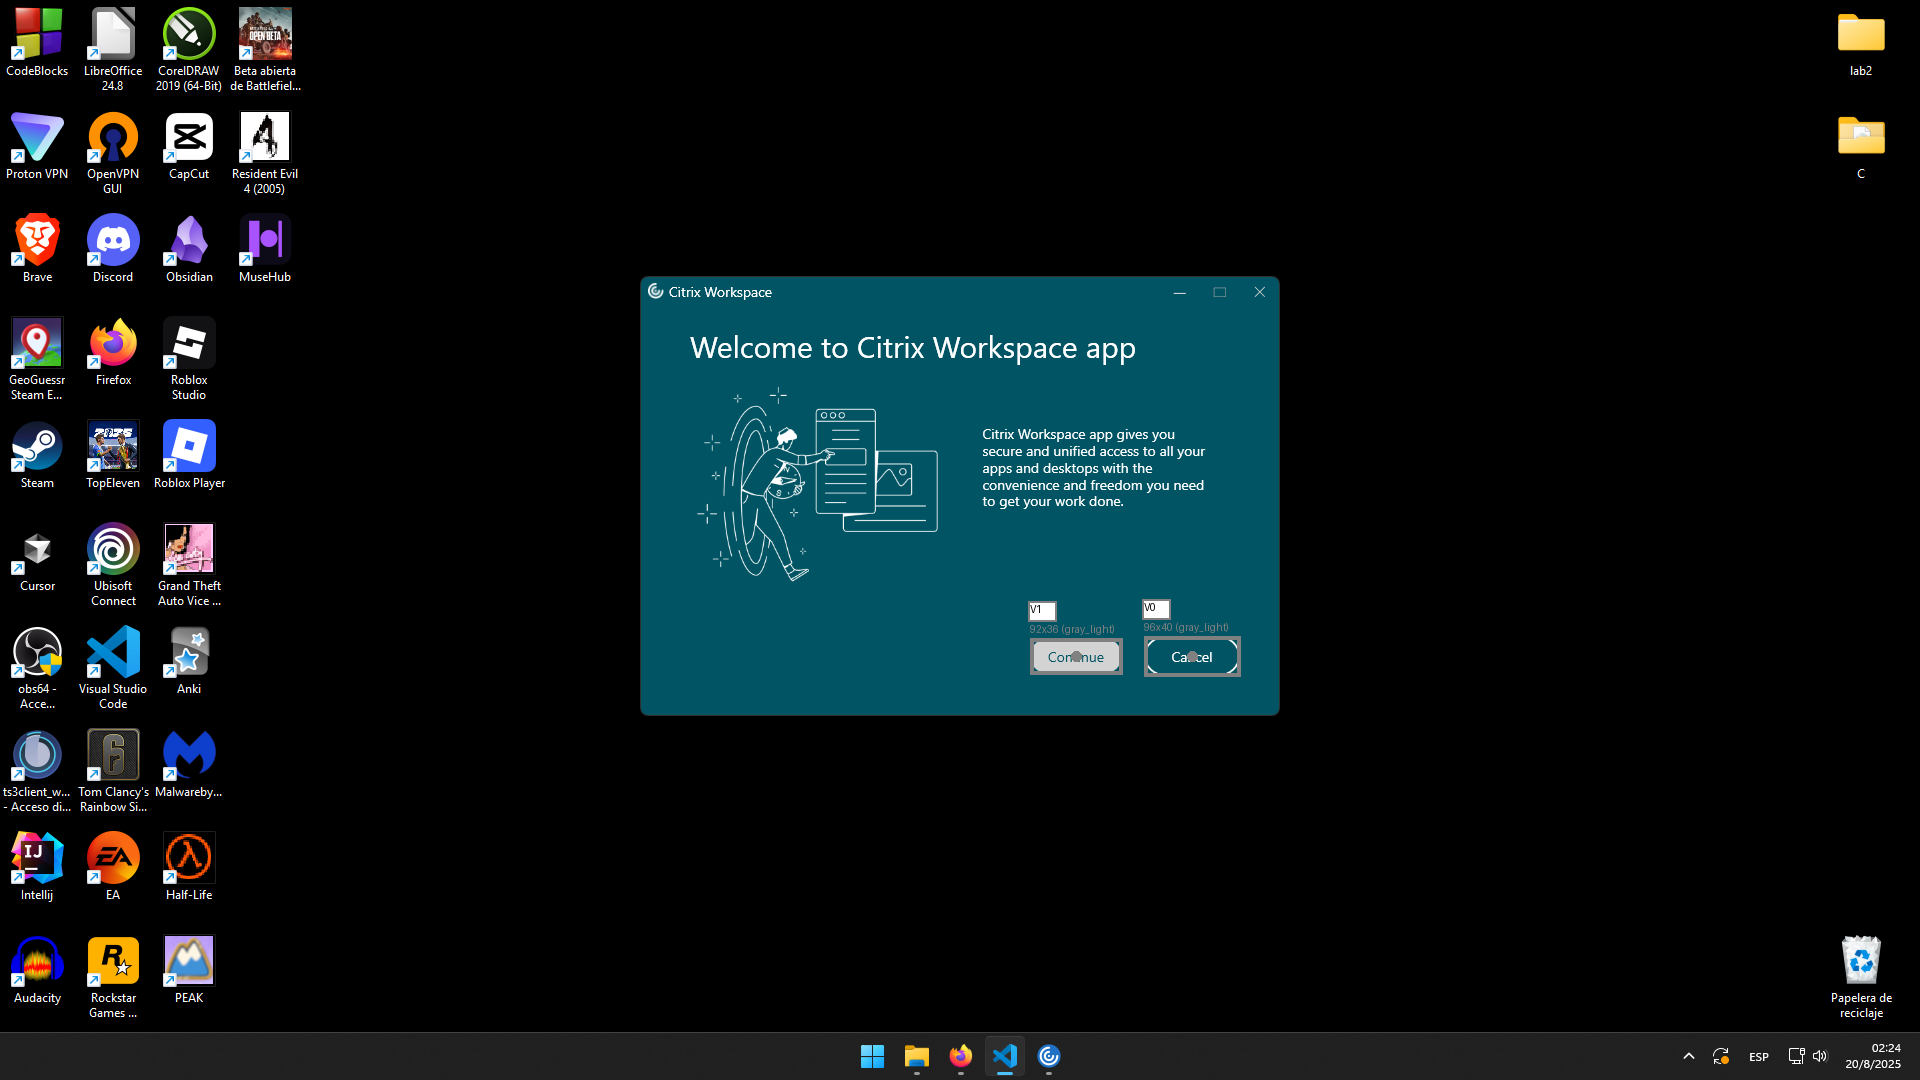 CodeBlocks
LibreOffice
24.8
CorelDRAW
2019 (64-Bit)
Beta abierta
de Battlefiel...
OPEN BETA
Proton VPN
OpenVPN
GUI
CapCut
Resident Evil
4 (2005)
Brave
Discord
Obsidian
MuseHub
GeoGuessr
Steam E...
Firefox
Roblox
Studio
Steam
2026
TopEleven
Roblox Player
Cursor
Ubisoft
Connect
Grand Theft
Auto Vice ...
obs64 -
Acce...
Visual Studio
Code
Anki
ts3client_w...
- Acceso di...
6
Tom Clancy's
Rainbow Si...
Malwareby...
IJ
Intellij
EA
EA
Half-Life
Audacity
R
Rockstar
Games ...
PEAK
Citrix Workspace
Welcome to Citrix Workspace app
Citrix Workspace app gives you
secure and unified access to all your
apps and desktops with the
convenience and freedom you need
to get your work done.
V1
92x36 (gray_light)
Continue
V0
96x40 (gray_light)
Cancel
lab2
C
Papelera de
reciclaje
ESP
02:24
20/8/2025